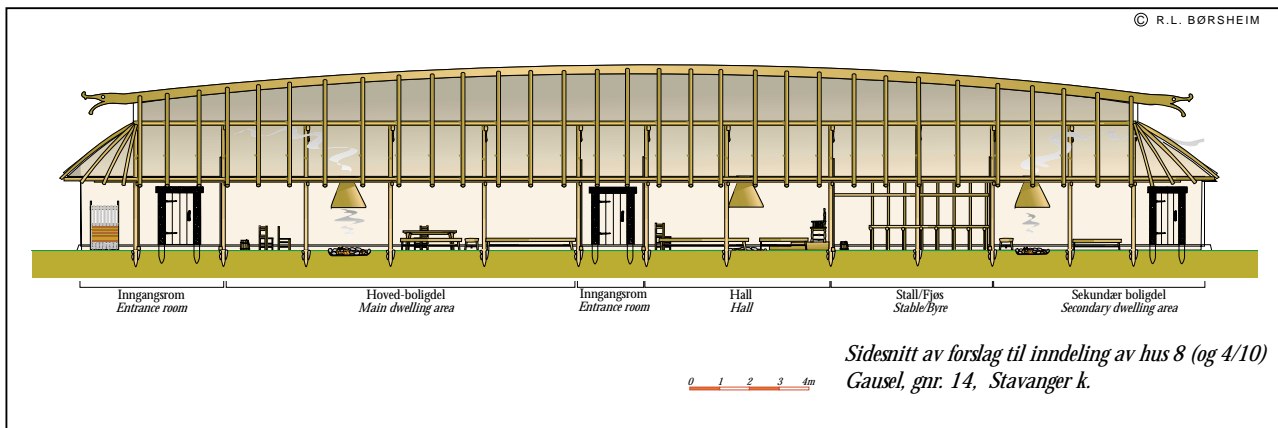 © R.L. BØRSHEIM
Inngangsrom
Entrance room
Hoved-boligdel
Main dwelling area
Inngangsrom
Entrance room
Hall
Hall
Stall/Fjøs
Stable/Byre
Sekundær boligdel
Secondary dwelling area
Sidesnitt av forslag til inndeling av hus 8 (og 4/10)
Gausel, gnr. 14, Stavanger k.
0 1 2 3 4m